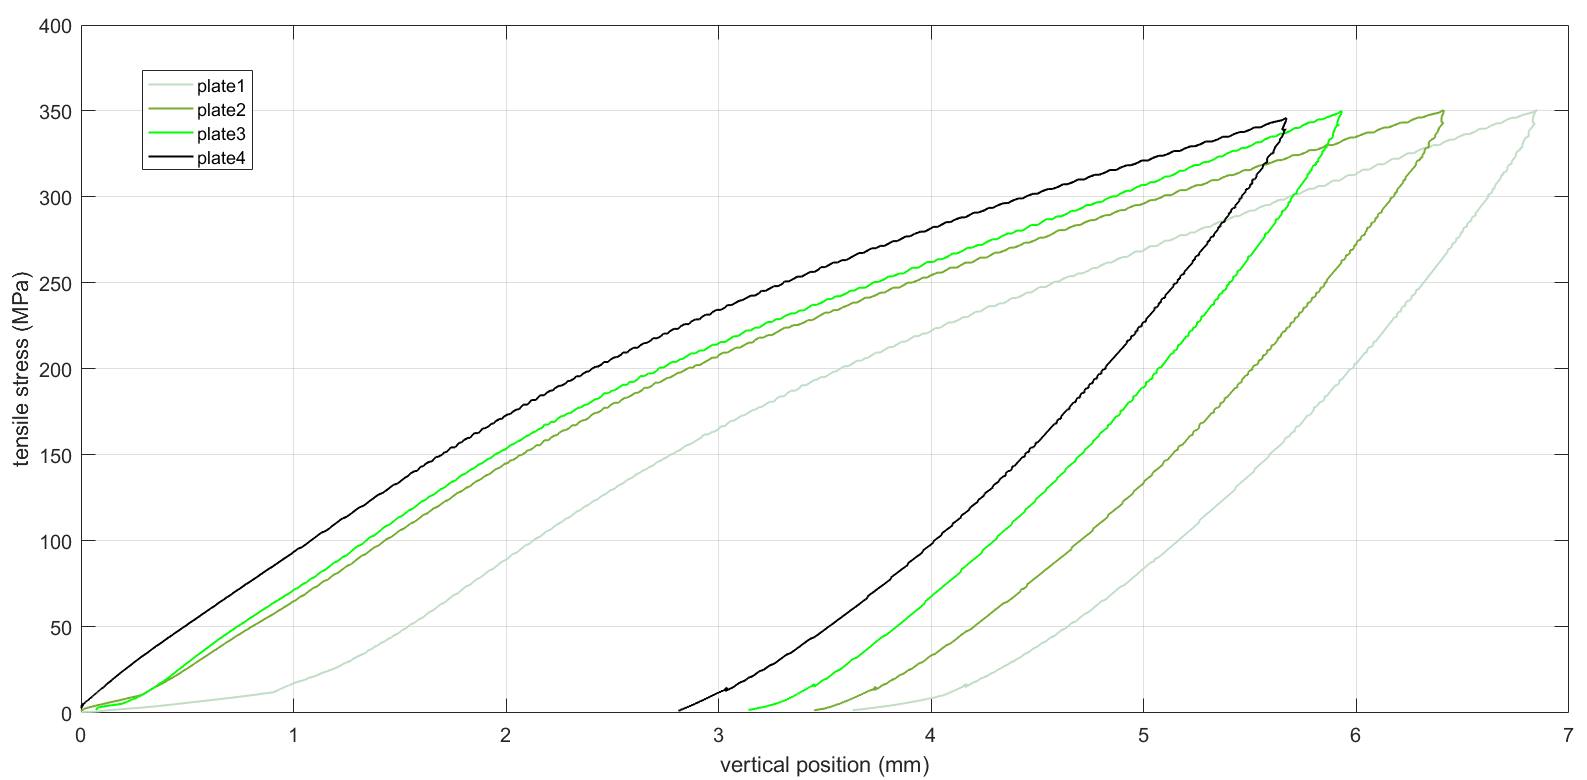 400
350
300
250
200
150
100
50
0
tensile stress (MPa)
plate1
plate2
plate3
plate4
0 1 2 3 4 5 6 7
vertical position (mm)